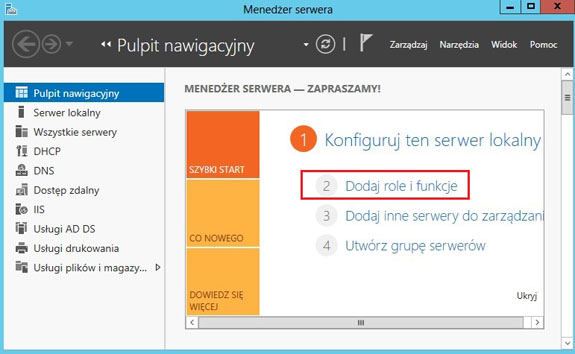 Menedżer serwera
Pulpit nawigacyjny
Zarządzaj Narzędzia Widok Pomoc
Pulpit nawigacyjny
Serwer lokalny
Wszystkie serwery
DHCP
DNS
Dostęp zdalny
IIS
Usługi AD DS
Usługi drukowania
Usługi plików i magazy...
MENEDŻER SERWERA — ZAPRASZAMY!
SZYBKI START
CO NOWEGO
DOWIEDZ SIĘ
WIĘCEJ
1 Konfiguruj ten serwer lokalny
2 Dodaj role i funkcje
3 Dodaj inne serwery do zarządzani
4 Utwórz grupę serwerów
Ukryj